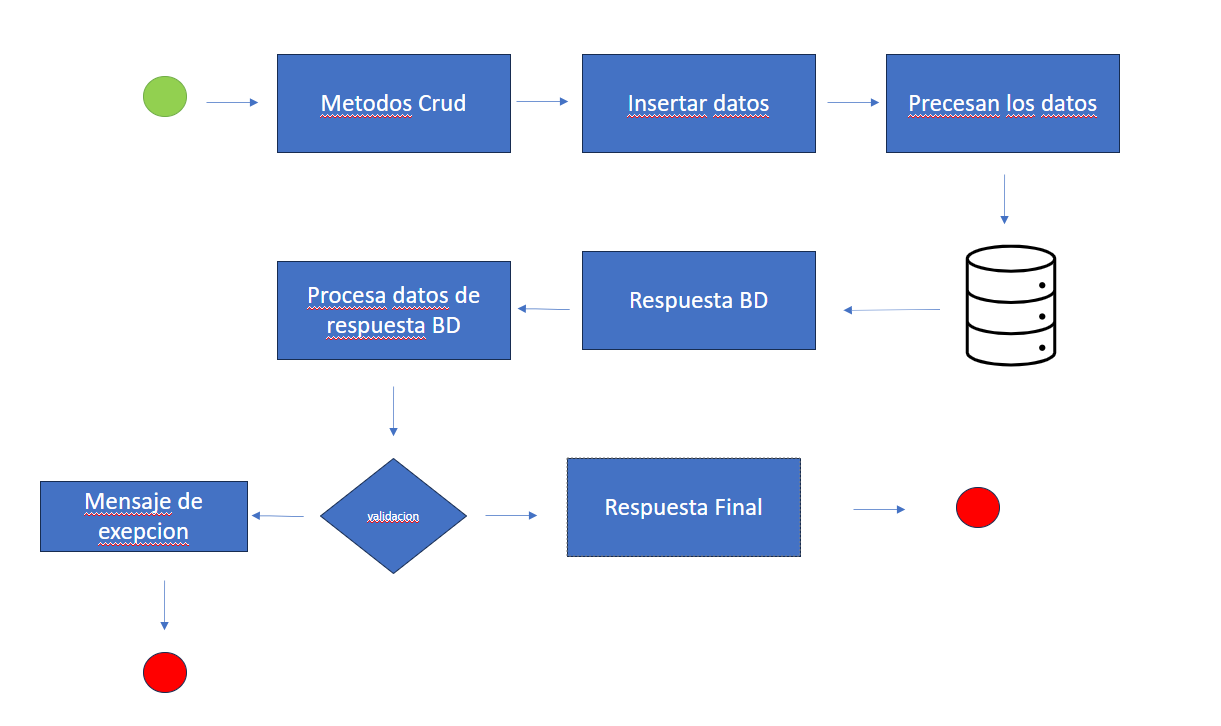 Metodos Crud
Insertar datos
Precesan los datos
Procesa datos de
respuesta BD
Respuesta BD
Mensaje de
exepcion
validacion
Respuesta Final